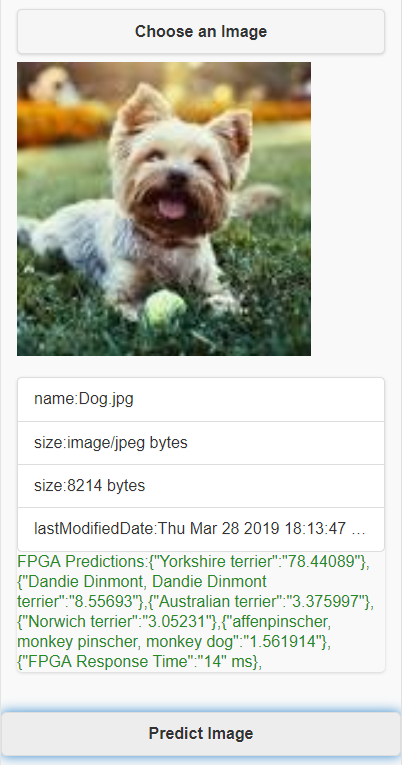 Choose an Image
name:Dog.jpg
size:image/jpeg bytes
size:8214 bytes
lastModifiedDate:Thu Mar 28 2019 18:13:47 …
FPGA Predictions:{"Yorkshire terrier":"78.44089"},
{"Dandie Dinmont, Dandie Dinmont
terrier":"8.55693"},{"Australian terrier":"3.375997"},
{"Norwich terrier":"3.05231"},{"affenpinscher,
monkey pinscher, monkey dog":"1.561914"},
{"FPGA Response Time":"14" ms},
Predict Image